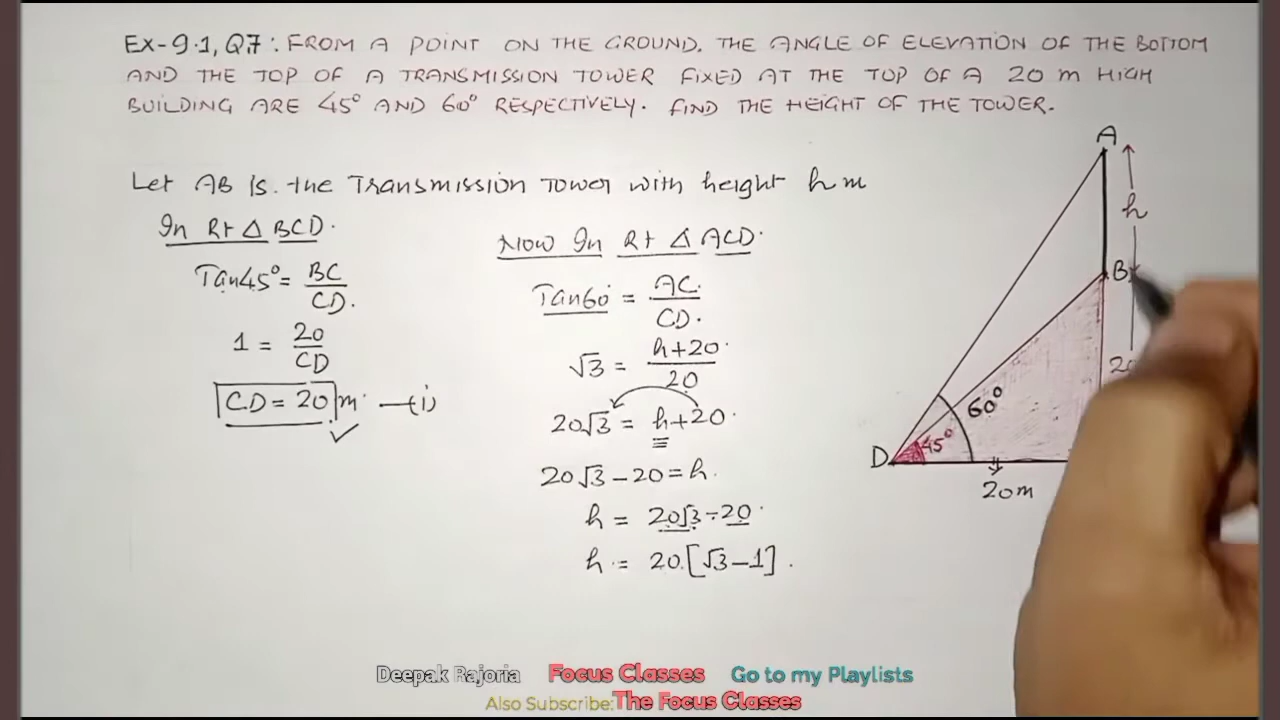 EX-9.1, Q7: FROM A POINT ON THE GROUND. THE ANGLE OF ELEVATION OF THE BOTTOM
AND THE TOP OF A TRANSMISSION TOWER FIXED AT THE TOP OF A 20 m HIGH
BUILDING ARE 45° AND 60° RESPECTIVELY. FIND THE HEIGHT OF THE TOWER.
Let AB Is. the Transmission Tower with height h m
In Rt △ BCD.
Tan45° = BC/CD.
1 = 20/CD
CD = 20 m. —(i)
Now In Rt △ ACD.
Tan60° = AC./CD.
√3 = h+20/20
20√3 = h+20.
20√3 - 20 = h.
h = 20√3 - 20.
h = 20.[√3 - 1].
A
h
B
20
60°
45°
D
20m
Deepak Rajoria Focus Classes Go to my Playlists
Also Subscribe:The Focus Classes